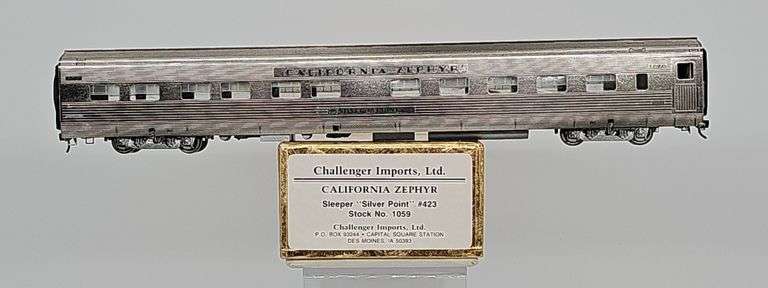 CALIFORNIA ZEPHYR
Challenger Imports, Ltd.
CALIFORNIA ZEPHYR
Sleeper "Silver Point" #423
Stock No. 1059
Challenger Imports, Ltd.
P.O. BOX 93244 • CAPITAL SQUARE STATION
DES MOINES, IA 50393